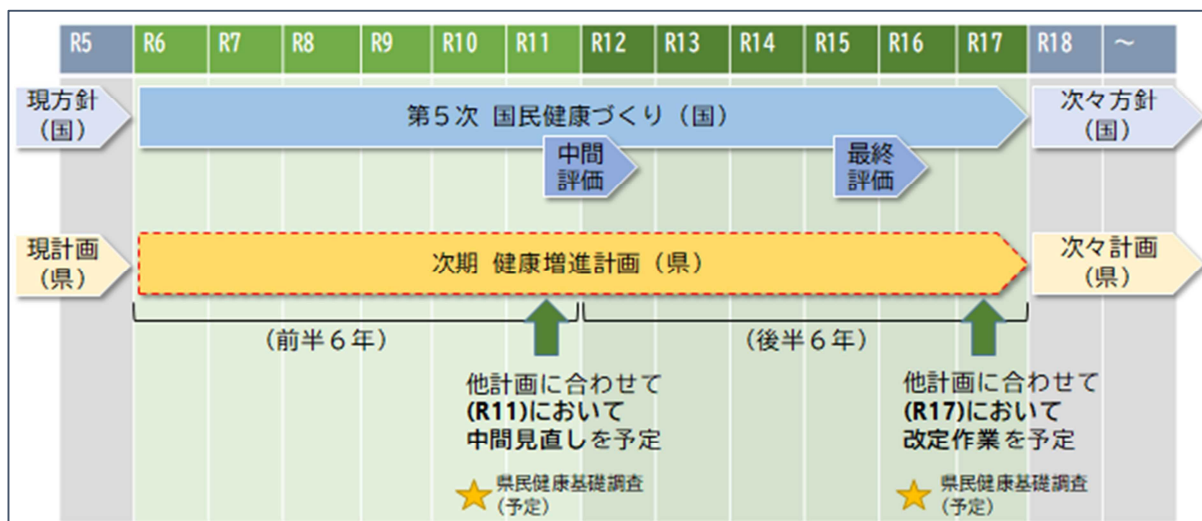 R5 R6 R7 R8 R9 R10 R11 R12 R13 R14 R15 R16 R17 R18 ～
現方針
(国)
第５次 国民健康づくり（国）
次々方針
(国)
中間
評価
最終
評価
現計画
(県)
次期 健康増進計画（県）
次々計画
(県)
(前半６年)
(後半６年)
他計画に合わせて
(R11)において
中間見直しを予定
他計画に合わせて
(R17)において
改定作業を予定
県民健康基礎調査
(予定)
県民健康基礎調査
(予定)